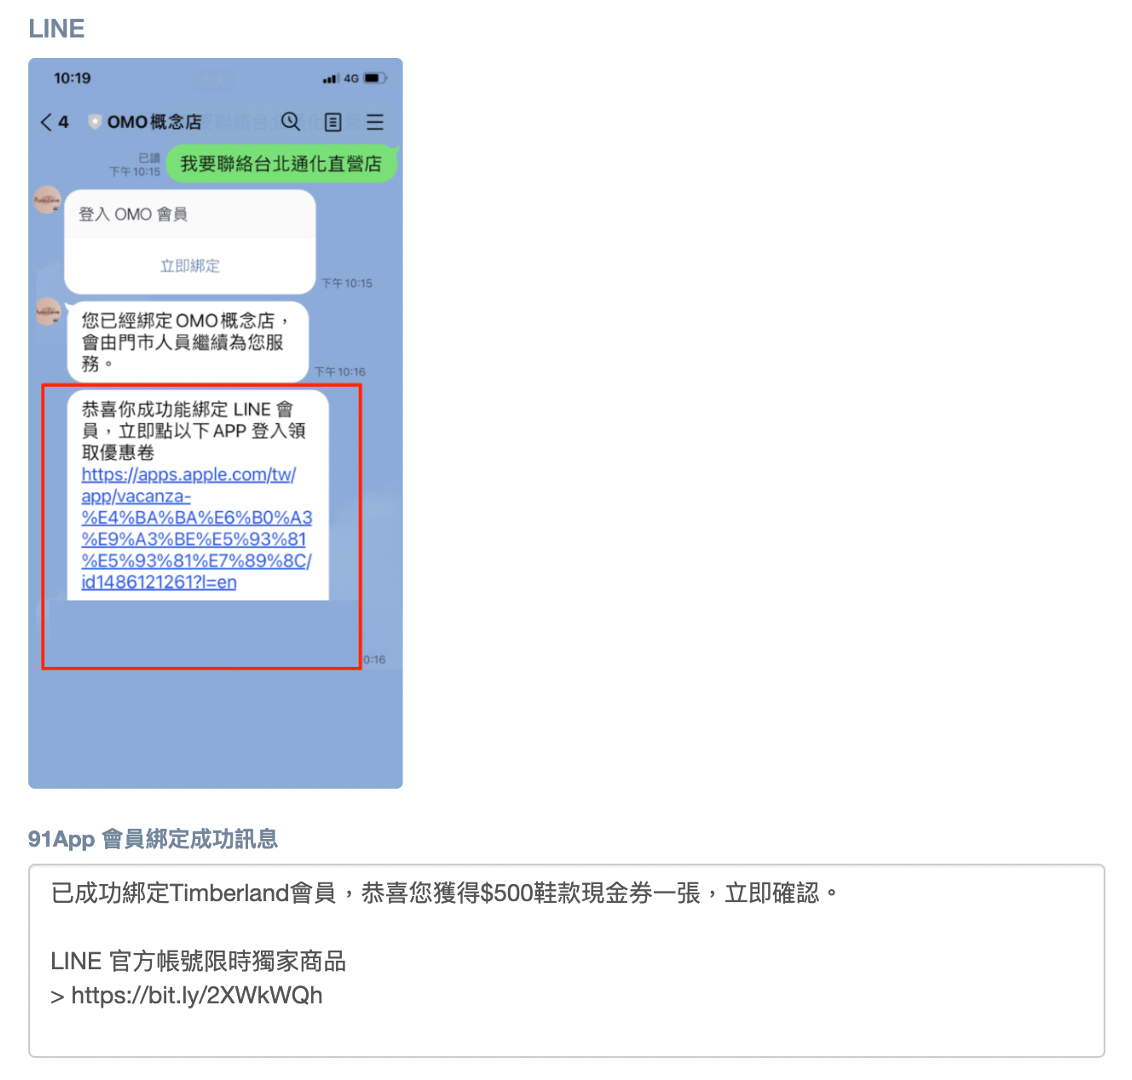 LINE
10:19
4G
4 OMO概念店
已讀
下午10:15
我要聯絡台北通化直營店
登入 OMO 會員
立即綁定
下午10:15
您已經綁定OMO概念店，
會由門市人員繼續為您服
務。
下午10:16
恭喜你成功能綁定 LINE 會
員，立即點以下APP 登入領
取優惠卷
https://apps.apple.com/tw/
app/vacanza-
%E4%BA%BA%E6%B0%A3
%E9%A3%BE%E5%93%81
%E5%93%81%E7%89%8C/
id1486121261?l=en
0:16
91App 會員綁定成功訊息
已成功綁定Timberland會員，恭喜您獲得$500鞋款現金券一張，立即確認。
LINE 官方帳號限時獨家商品
> https://bit.ly/2XWkWQh